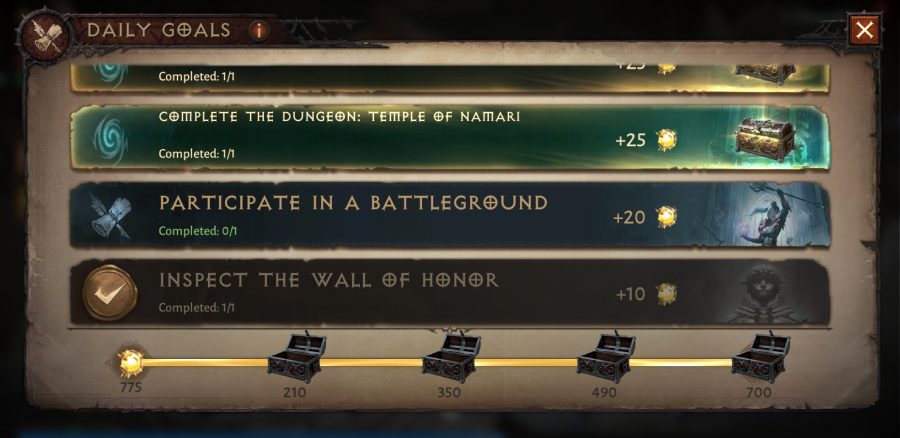 DAILY GOALS i
Completed: 1/1
+25
COMPLETE THE DUNGEON: TEMPLE OF NAMARI
Completed: 1/1
+25
PARTICIPATE IN A BATTLEGROUND
Completed: 0/1
+20
INSPECT THE WALL OF HONOR
Completed: 1/1
+10
775
210
350
490
700